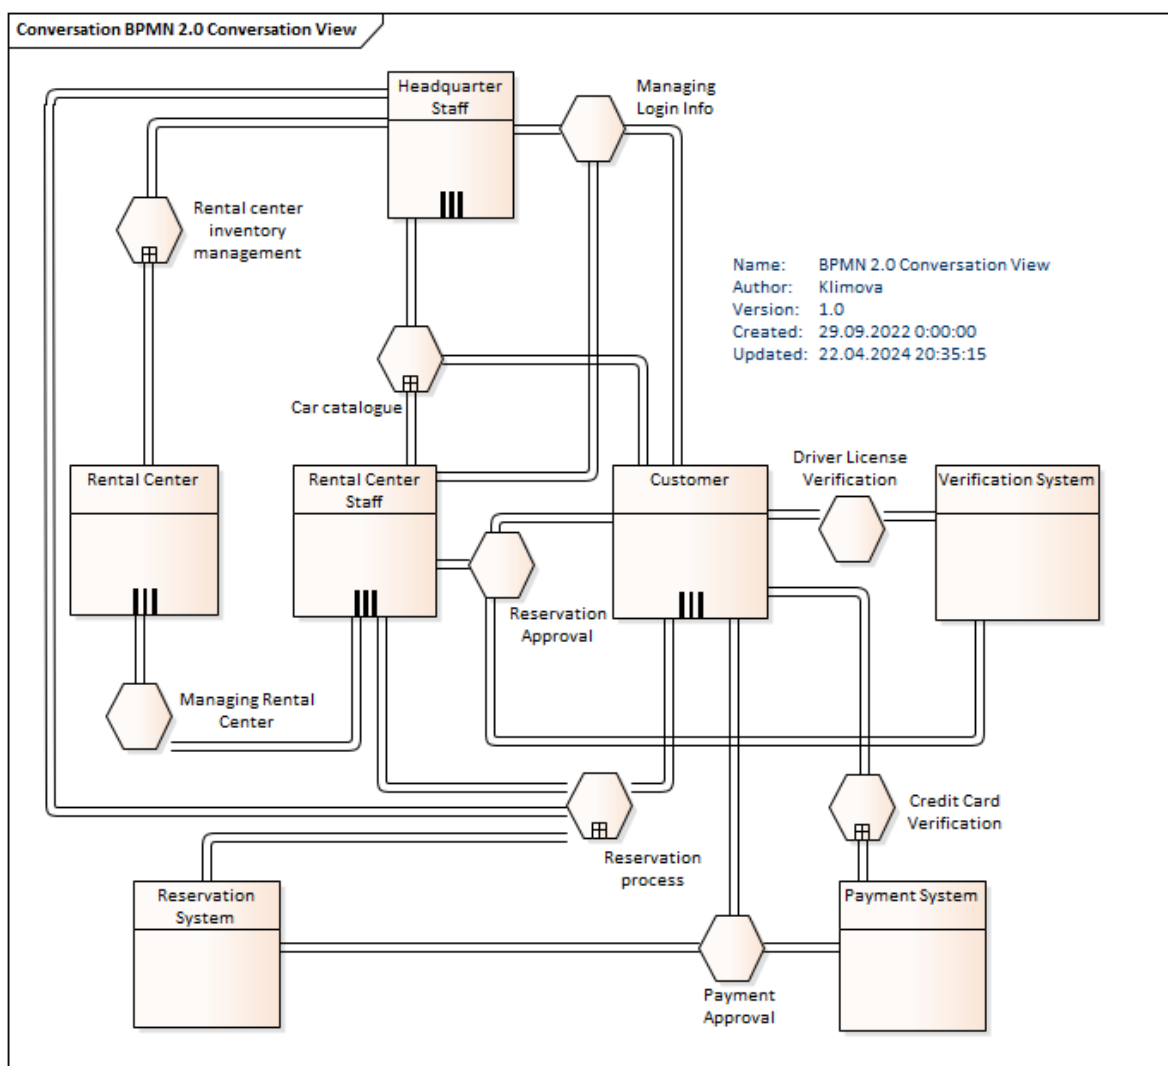 Conversation BPMN 2.0 Conversation View
Headquarter
Staff
Managing
Login Info
Rental center
inventory
management
Name: BPMN 2.0 Conversation View
Author: Klimova
Version: 1.0
Created: 29.09.2022 0:00:00
Updated: 22.04.2024 20:35:15
Car catalogue
Rental Center
Rental Center
Staff
Customer
Driver License
Verification
Verification System
Reservation
Approval
Managing Rental
Center
Credit Card
Verification
Reservation
process
Reservation
System
Payment System
Payment
Approval